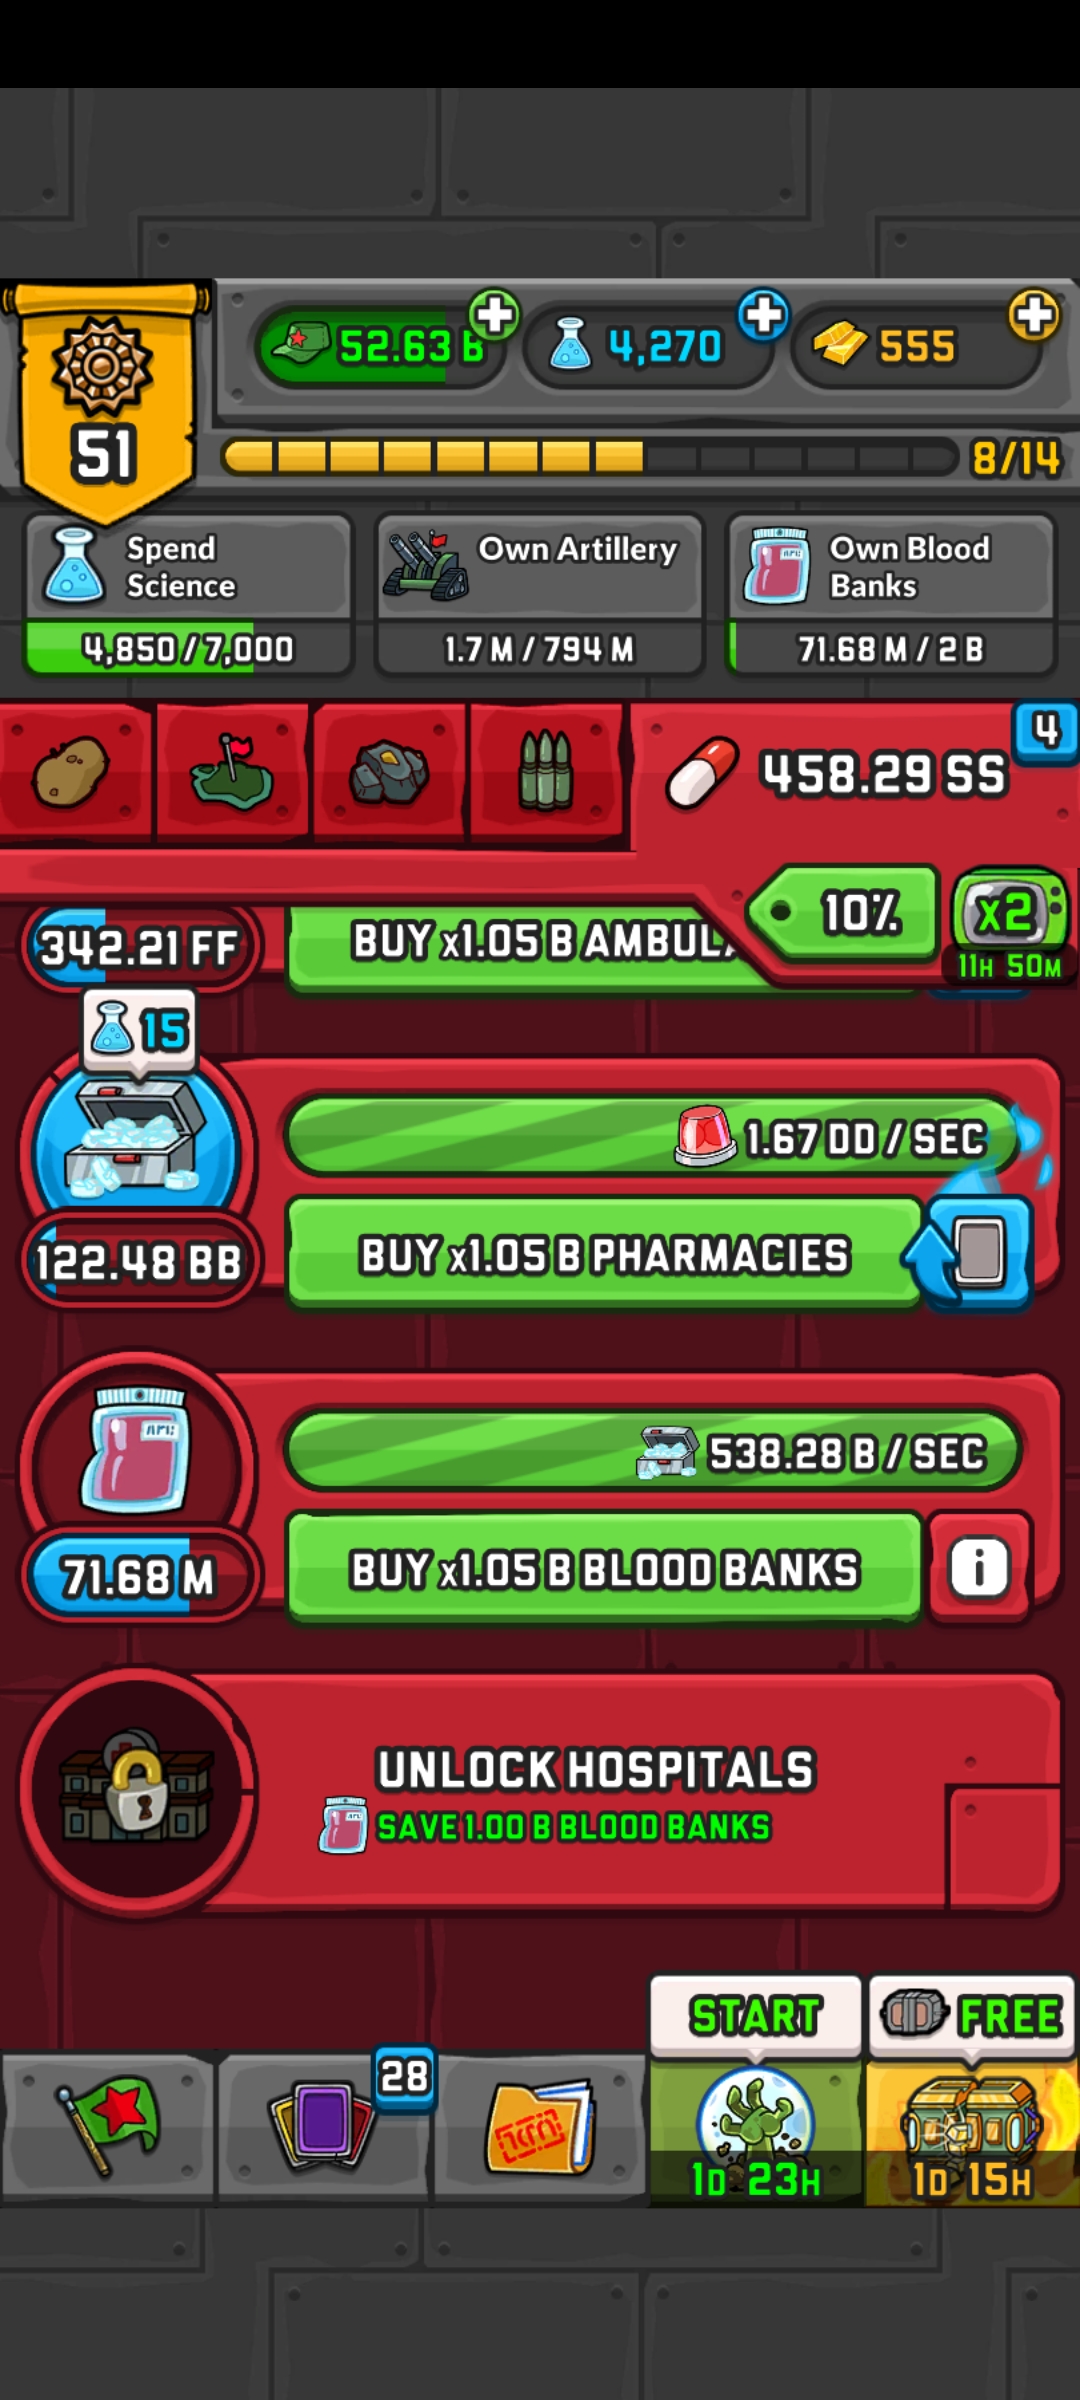 52.63 B
4,270
555
51
8/14
Spend
Science
4,850/7,000
Own Artillery
1.7 M / 794 M
Own Blood
Banks
71.68 M / 2 B
458.29 SS
4
10%
x2
11H 50M
342.21 FF
BUY x1.05 B AMBUL
15
1.67 DD / SEC
122.48 BB
BUY x1.05 B PHARMACIES
538.28 B / SEC
71.68 M
BUY x1.05 B BLOOD BANKS
i
UNLOCK HOSPITALS
SAVE 1.00 B BLOOD BANKS
START
FREE
28
1D 23H
1D 15H